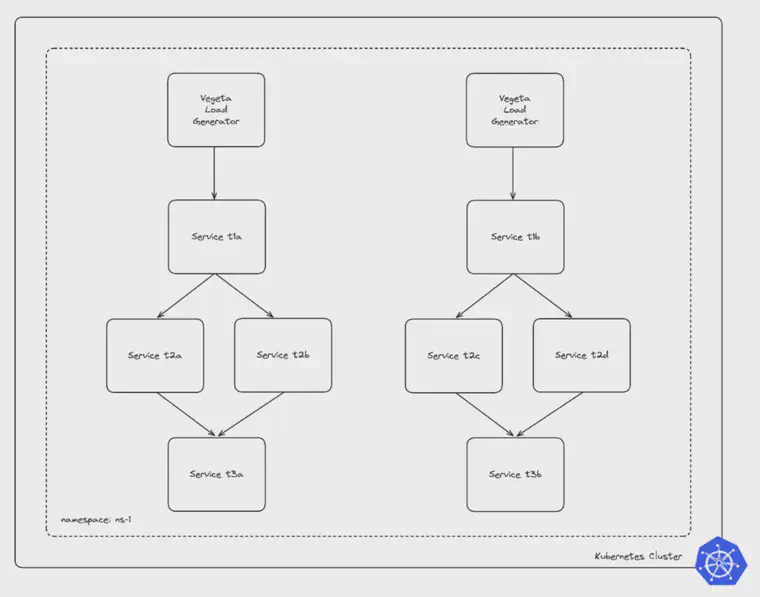 Vegeta
Load
Generator
Vegeta
Load
Generator
Service t1a
Service t1b
Service t2a
Service t2b
Service t2c
Service t2d
Service t3a
Service t3b
namespace: ns-1
Kubernetes Cluster